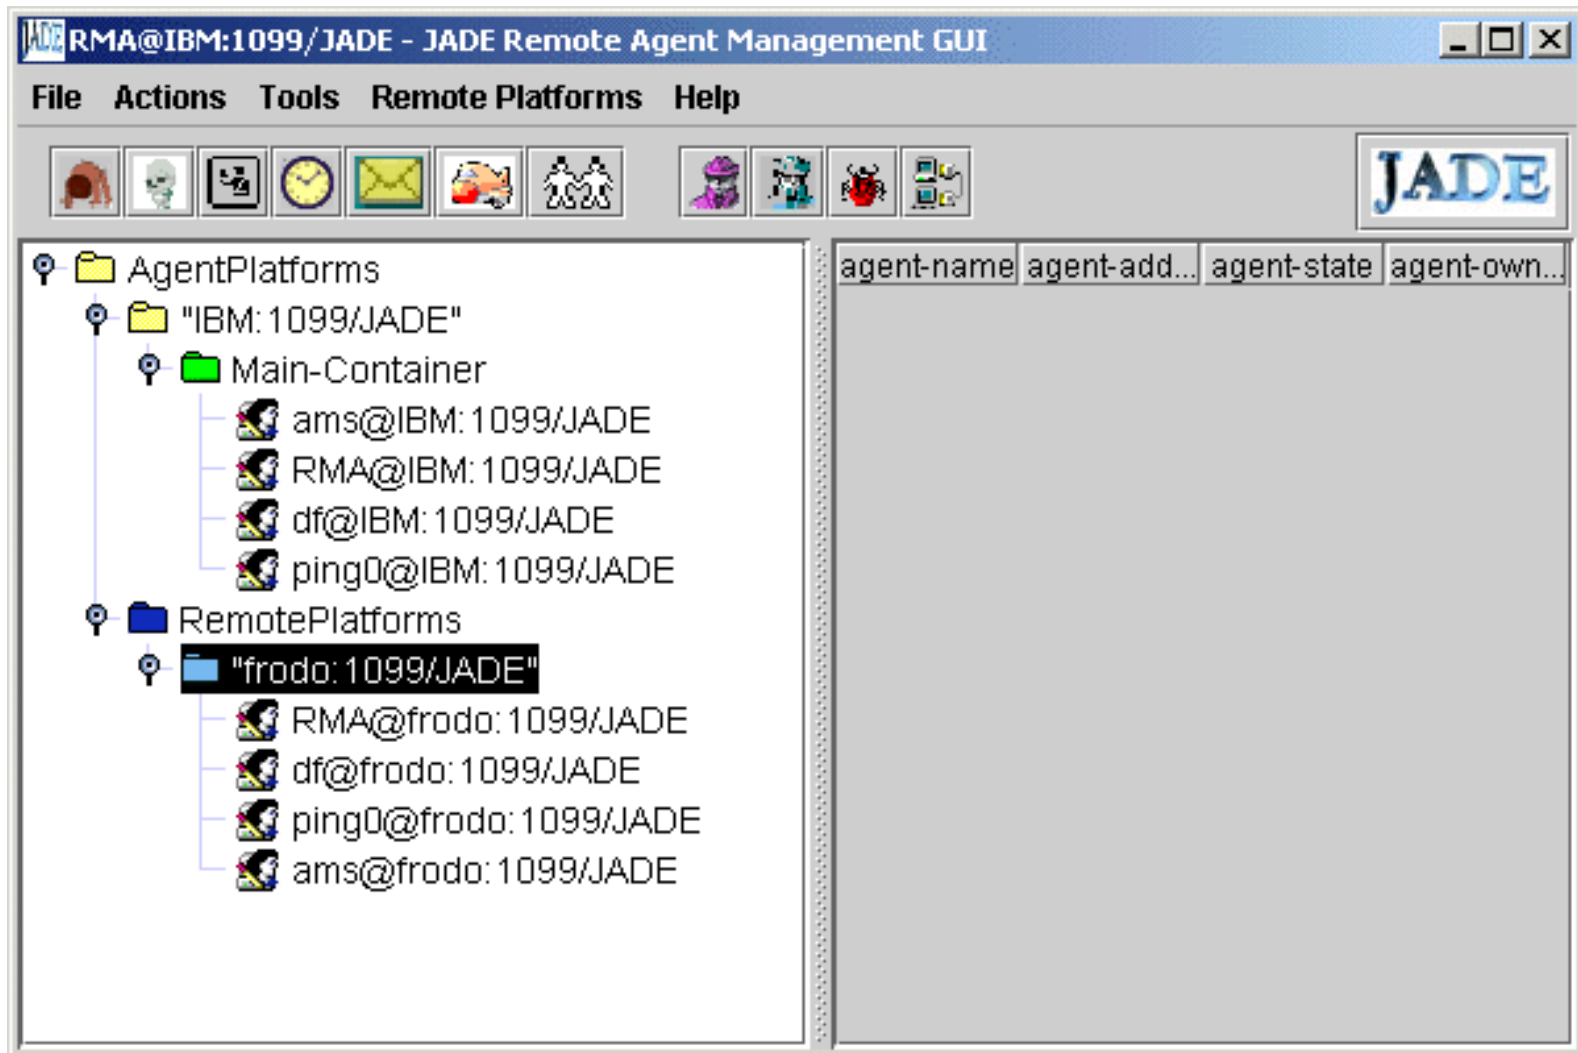 JADE RMA@IBM:1099/JADE - JADE Remote Agent Management GUI
File Actions Tools Remote Platforms Help
JADE
AgentPlatforms
"IBM:1099/JADE"
Main-Container
ams@IBM:1099/JADE
RMA@IBM:1099/JADE
df@IBM:1099/JADE
ping0@IBM:1099/JADE
RemotePlatforms
"frodo:1099/JADE"
RMA@frodo:1099/JADE
df@frodo:1099/JADE
ping0@frodo:1099/JADE
ams@frodo:1099/JADE
agent-name agent-add... agent-state agent-own...